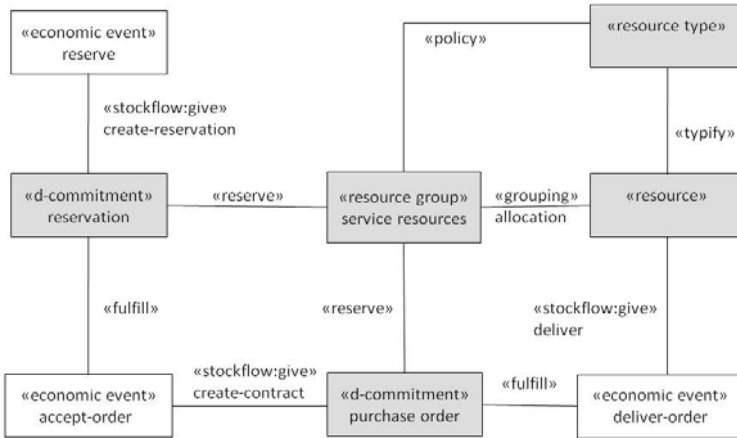 «economic event»
reserve
«policy»
«resource type»
«stockflow:give»
create-reservation
«typify»
«d-commitment»
reservation
«reserve»
«resource group»
service resources
«grouping»
allocation
«resource»
«fulfill»
«reserve»
«stockflow:give»
deliver
«economic event»
accept-order
«stockflow:give»
create-contract
«d-commitment»
purchase order
«fulfill»
«economic event»
deliver-order